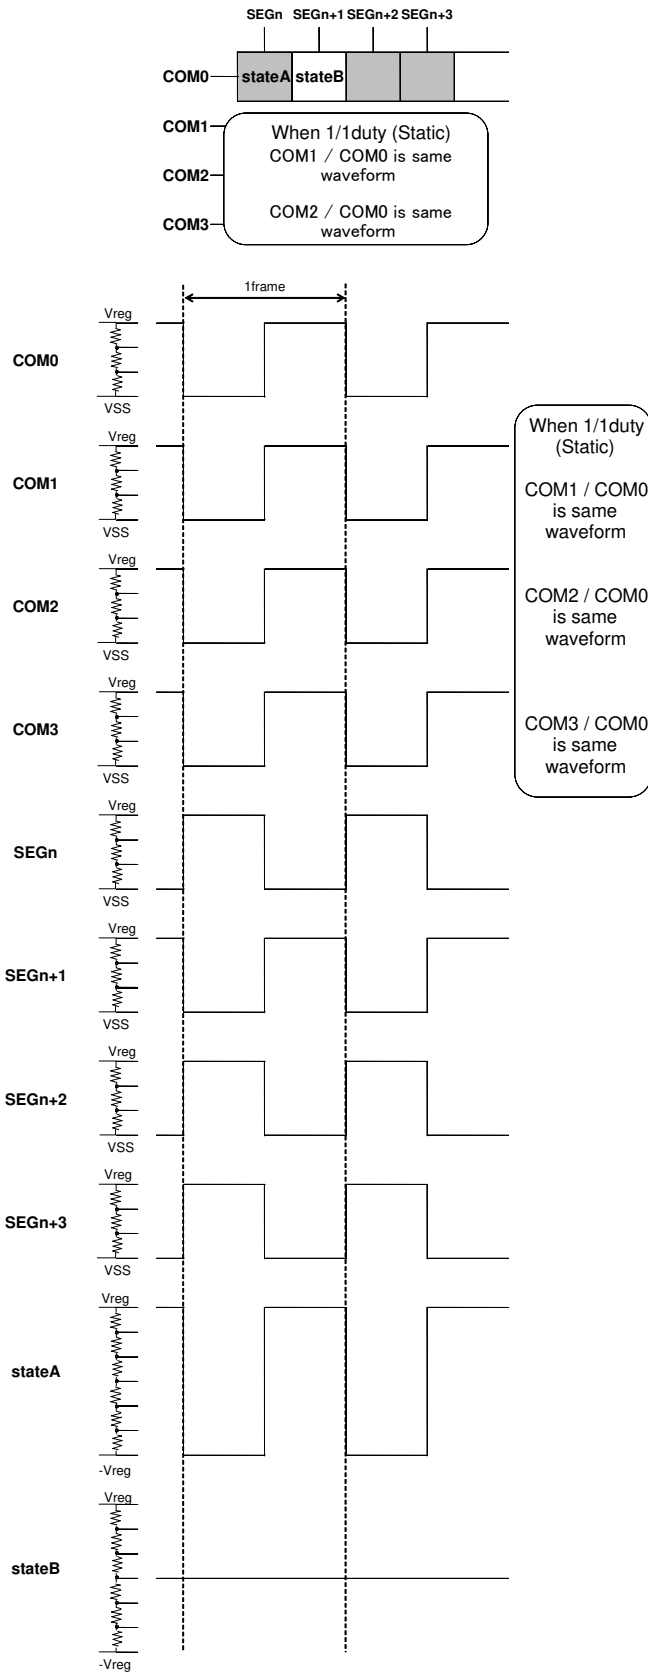 SEGn SEGn+1 SEGn+2 SEGn+3
COM0 stateA stateB
COM1
COM2
COM3
When 1/1duty (Static)
COM1 / COM0 is same
waveform
COM2 / COM0 is same
waveform
1frame
Vreg
COM0
VSS
Vreg
COM1
VSS
Vreg
COM2
VSS
Vreg
COM3
VSS
When 1/1duty
(Static)
COM1 / COM0
is same
waveform
COM2 / COM0
is same
waveform
COM3 / COM0
is same
waveform
Vreg
SEGn
VSS
Vreg
SEGn+1
VSS
Vreg
SEGn+2
VSS
Vreg
SEGn+3
VSS
Vreg
stateA
-Vreg
Vreg
stateB
-Vreg